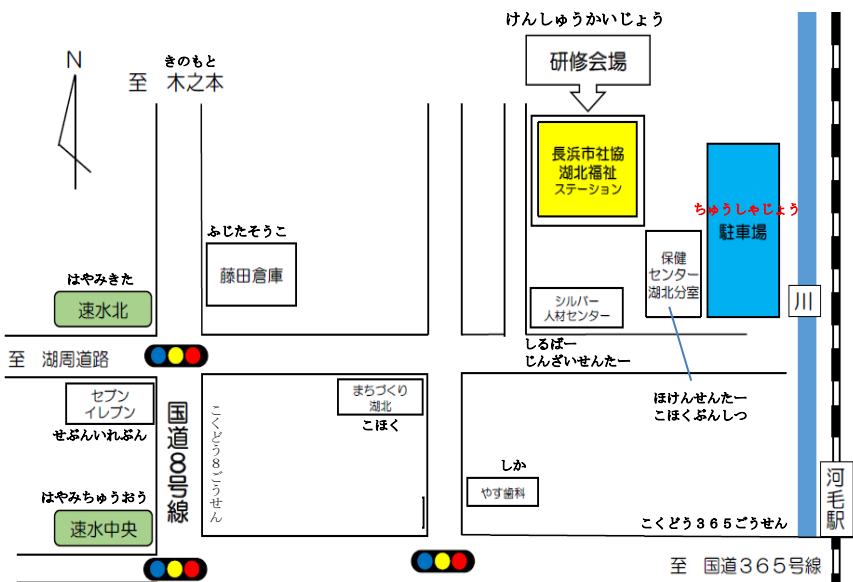 けんしゅうかいじょう
研修会場
N
きのもと
至 木之本
長浜市社協
湖北福祉
ステーション
ちゅうしゃじょう
駐車場
ふじたそうこ
藤田倉庫
保健
センター
湖北分室
はやみきた
速水北
シルバー
人材センター
川
しるばー
じんざいせんたー
至 湖周道路
セブン
イレブン
せぶんいれぶん
国道8号線
こくどう8ごうせん
まちづくり
湖北
こほく
ほけんせんたー
こほくぶんしつ
しか
やす歯科
河毛駅
はやみちゅうおう
速水中央
こくどう365ごうせん
至 国道365号線